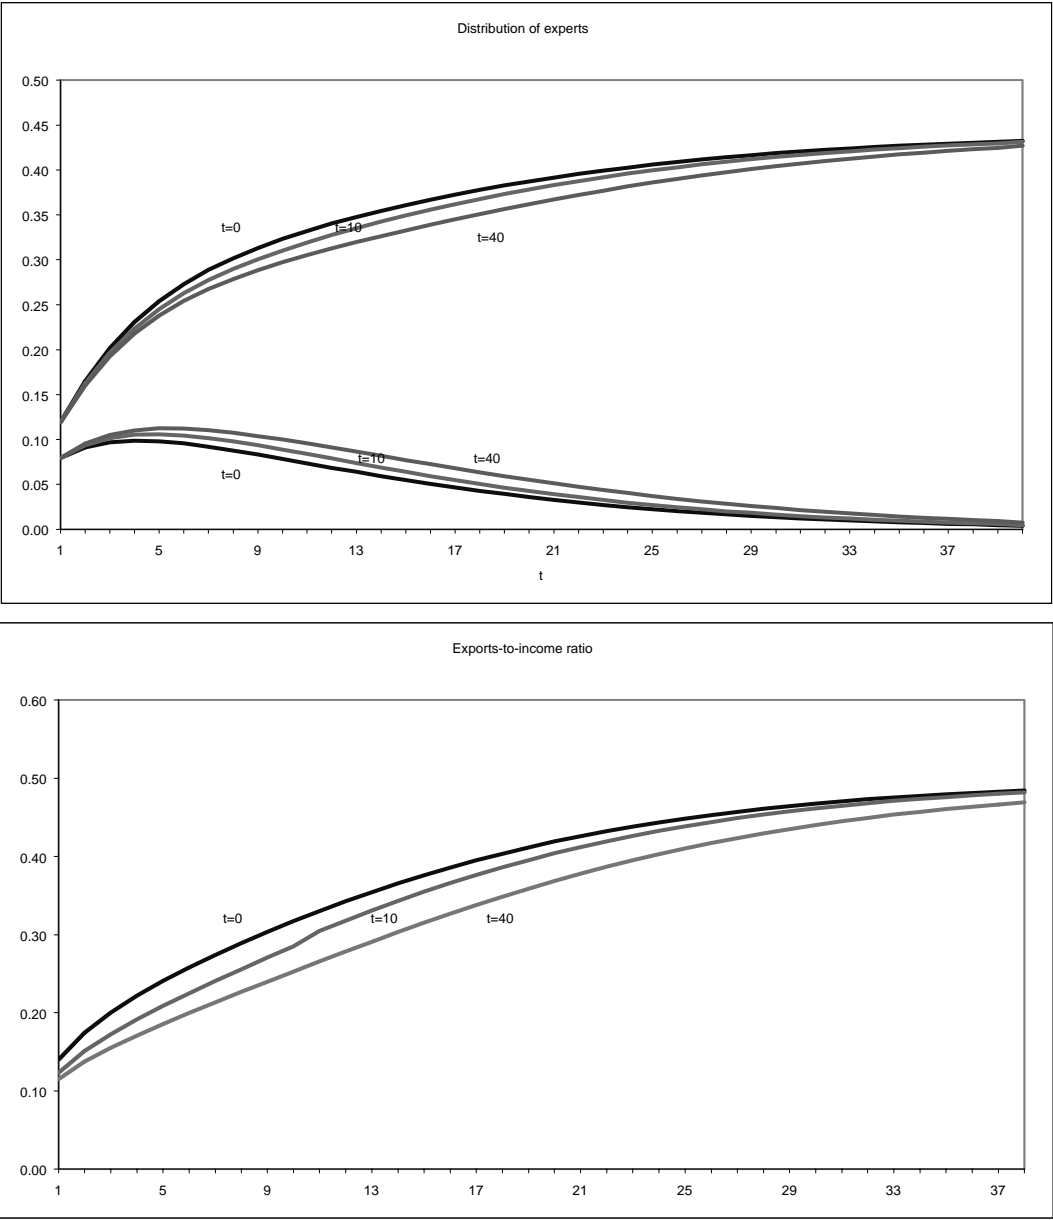 Distribution of experts
0.50
0.45
0.40
0.35
0.30
0.25
0.20
0.15
0.10
0.05
0.00
t=0
t=10
t=40
t=10
t=40
t=0
1 5 9 13 17 21 25 29 33 37
t
Exports-to-income ratio
0.60
0.50
0.40
0.30
0.20
0.10
0.00
t=0 t=10 t=40
1 5 9 13 17 21 25 29 33 37